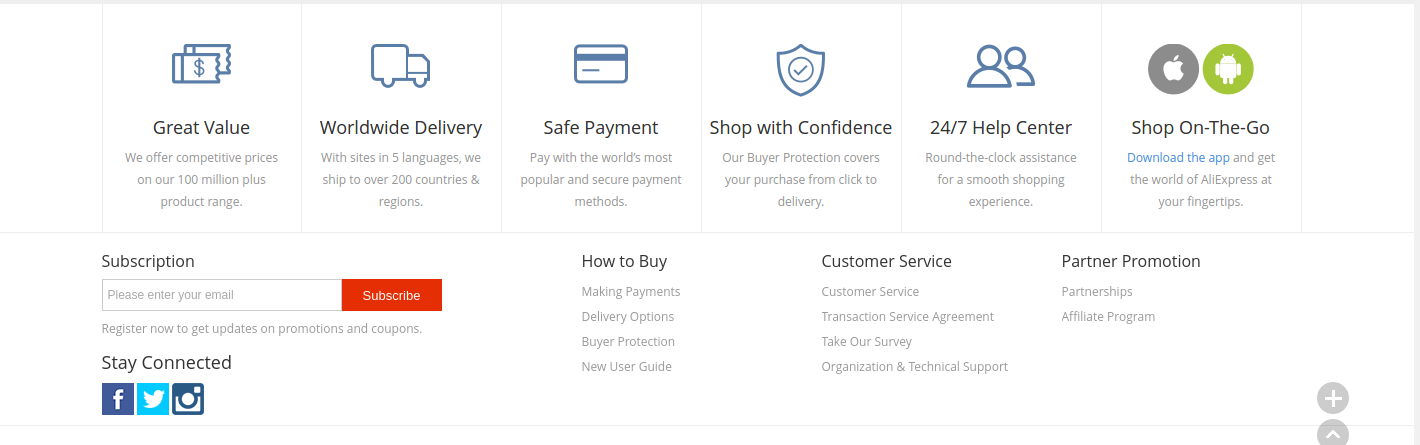 Great Value
We offer competitive prices
on our 100 million plus
product range.
Worldwide Delivery
With sites in 5 languages, we
ship to over 200 countries &
regions.
Safe Payment
Pay with the world's most
popular and secure payment
methods.
Shop with Confidence
Our Buyer Protection covers
your purchase from click to
delivery.
24/7 Help Center
Round-the-clock assistance
for a smooth shopping
experience.
Shop On-The-Go
Download the app and get
the world of AliExpress at
your fingertips.
Subscription
Please enter your email
Subscribe
Register now to get updates on promotions and coupons.
Stay Connected
How to Buy
Making Payments
Delivery Options
Buyer Protection
New User Guide
Customer Service
Customer Service
Transaction Service Agreement
Take Our Survey
Organization & Technical Support
Partner Promotion
Partnerships
Affiliate Program